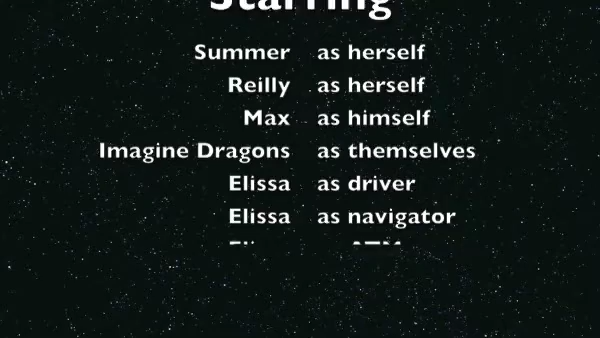 Starring
Summer as herself
Reilly as herself
Max as himself
Imagine Dragons as themselves
Elissa as driver
Elissa as navigator